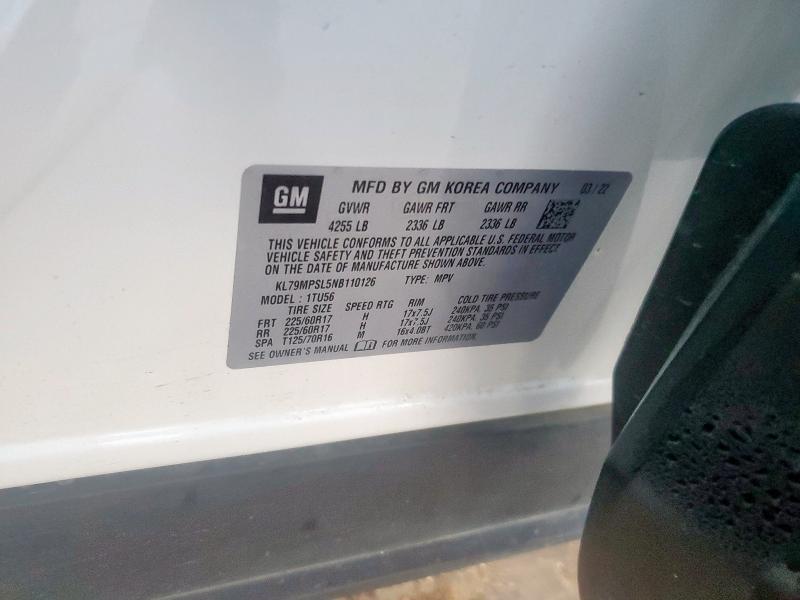 GM MFD BY GM KOREA COMPANY 03/22
GVWR GAWR FRT GAWR RR
4255 LB 2336 LB 2336 LB
THIS VEHICLE CONFORMS TO ALL APPLICABLE U.S. FEDERAL MOTOR
VEHICLE SAFETY AND THEFT PREVENTION STANDARDS IN EFFECT
ON THE DATE OF MANUFACTURE SHOWN ABOVE.
KL79MPSL5NB110126 TYPE: MPV
MODEL: 1TU56
TIRE SIZE SPEED RTG RIM COLD TIRE PRESSURE
FRT 225/60R17 H 17x7.5J 240KPA, 35 PSI
RR 225/60R17 H 17x7.5J 240KPA, 35 PSI
SPA T125/70R16 M 16x4.0BT 420KPA, 60 PSI
SEE OWNER'S MANUAL FOR MORE INFORMATION.